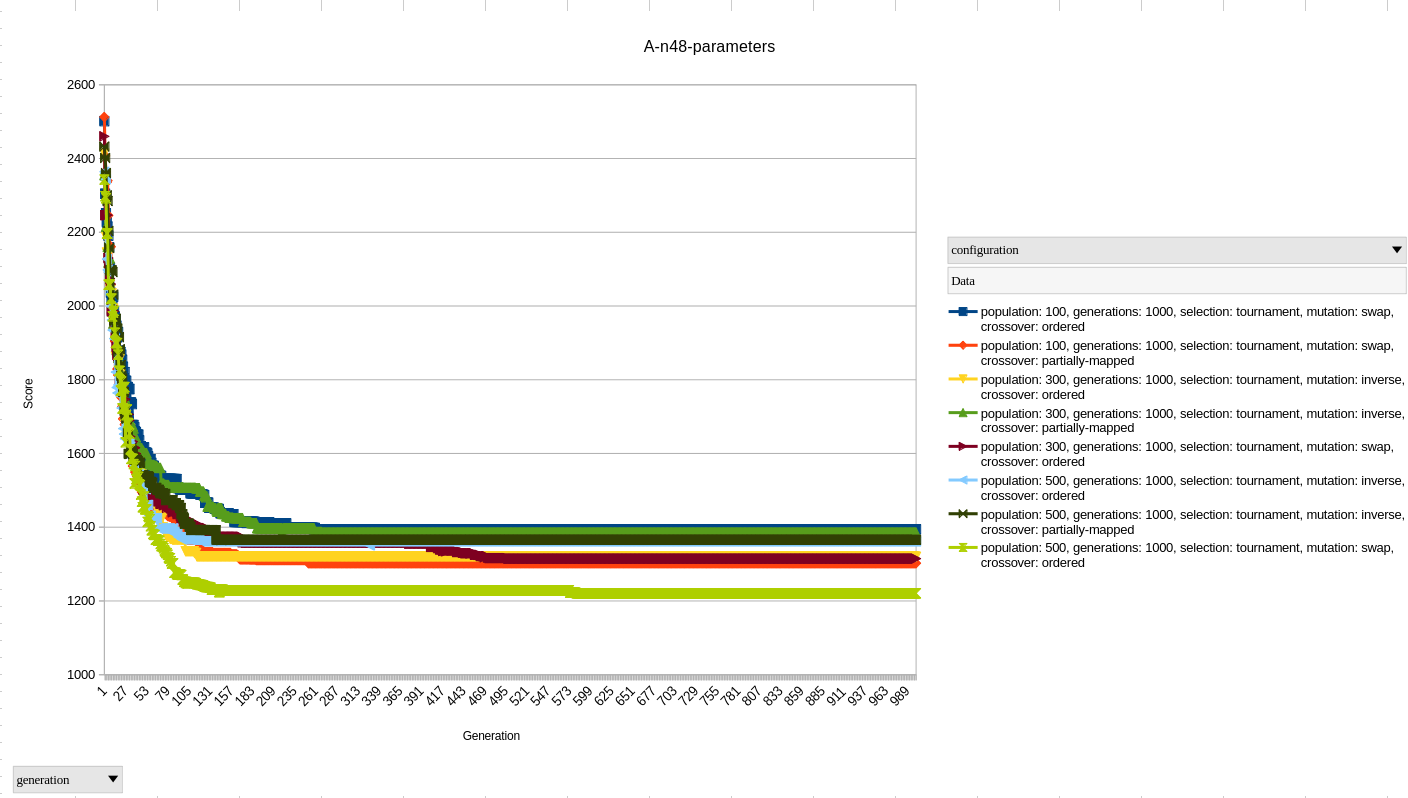 A-n48-parameters
2600
2400
2200
2000
1800
1600
1400
1200
1000
Score
1 27 53 79 105 131 157 183 209 235 261 287 313 339 365 391 417 443 469 495 521 547 573 599 625 651 677 703 729 755 781 807 833 859 885 911 937 963 989
Generation
configuration
Data
population: 100, generations: 1000, selection: tournament, mutation: swap,
crossover: ordered
population: 100, generations: 1000, selection: tournament, mutation: swap,
crossover: partially-mapped
population: 300, generations: 1000, selection: tournament, mutation: inverse,
crossover: ordered
population: 300, generations: 1000, selection: tournament, mutation: inverse,
crossover: partially-mapped
population: 300, generations: 1000, selection: tournament, mutation: swap,
crossover: ordered
population: 500, generations: 1000, selection: tournament, mutation: inverse,
crossover: ordered
population: 500, generations: 1000, selection: tournament, mutation: inverse,
crossover: partially-mapped
population: 500, generations: 1000, selection: tournament, mutation: swap,
crossover: ordered
generation